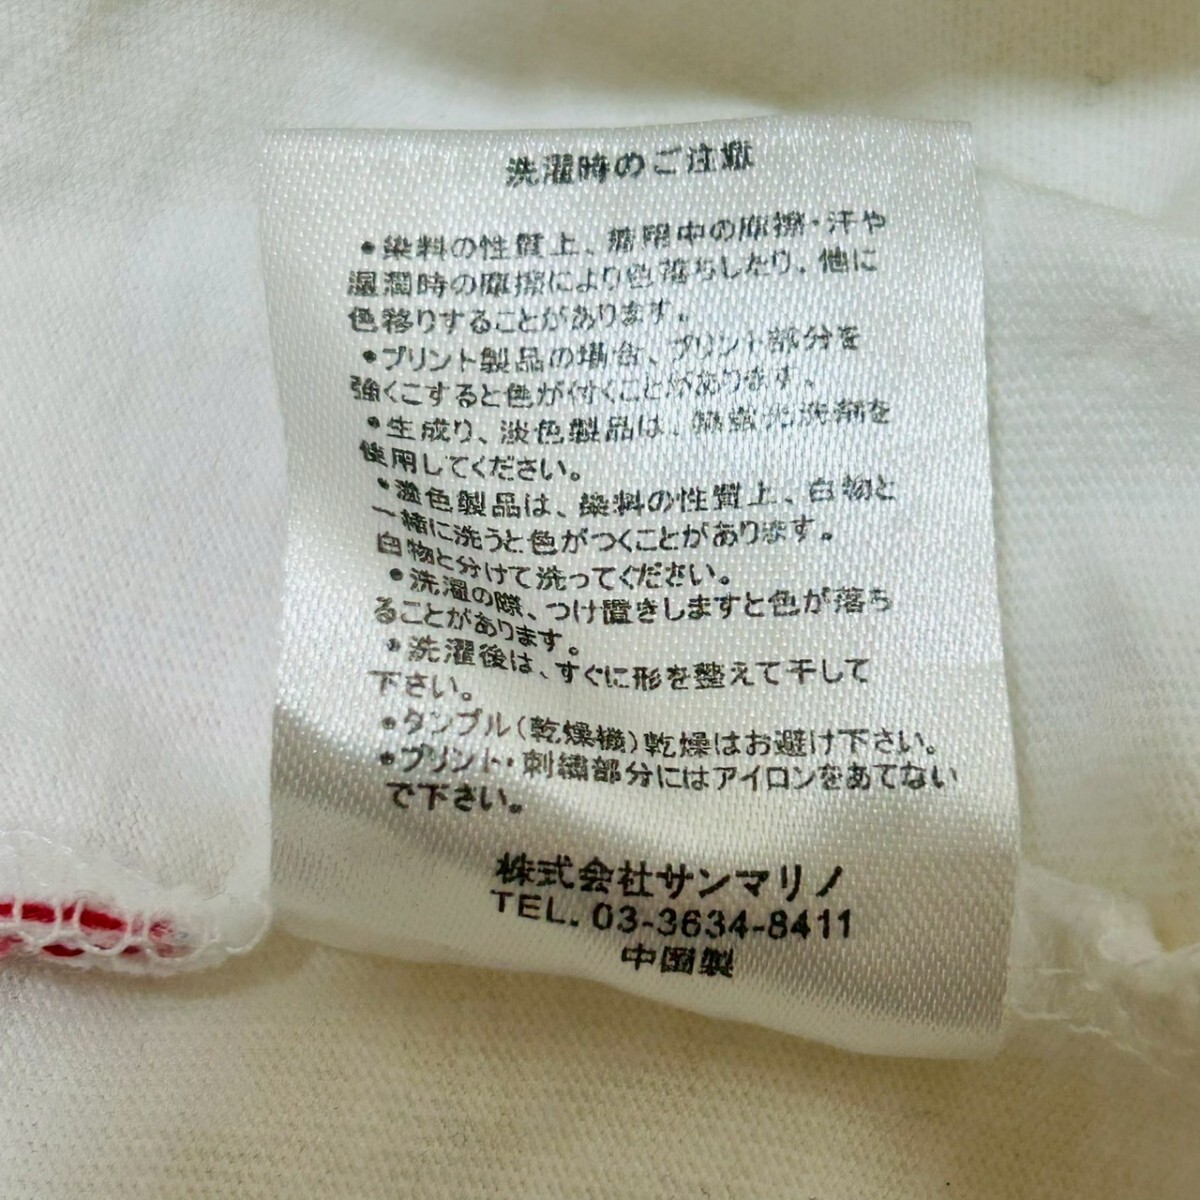 洗濯時のご注意
•染料の性質上、着用中の摩擦・汗や
湿潤時の摩擦により色落ちしたり、他に
色移りすることがあります。
•プリント製品の場合、プリント部分を
強くこすると色が付くことがあります。
•生成り、淡色製品は、無蛍光洗剤を
使用してください。
•濃色製品は、染料の性質上、白物と
一緒に洗うと色がつくことがあります。
白物と分けて洗ってください。
•洗濯の際、つけ置きしますと色が落ち
ることがあります。
•洗濯後は、すぐに形を整えて干して
下さい。
•タンブル(乾燥機)乾燥はお避け下さい。
•プリント・刺繍部分にはアイロンをあてない
で下さい。
株式会社サンマリノ
TEL. 03-3634-8411
中国製